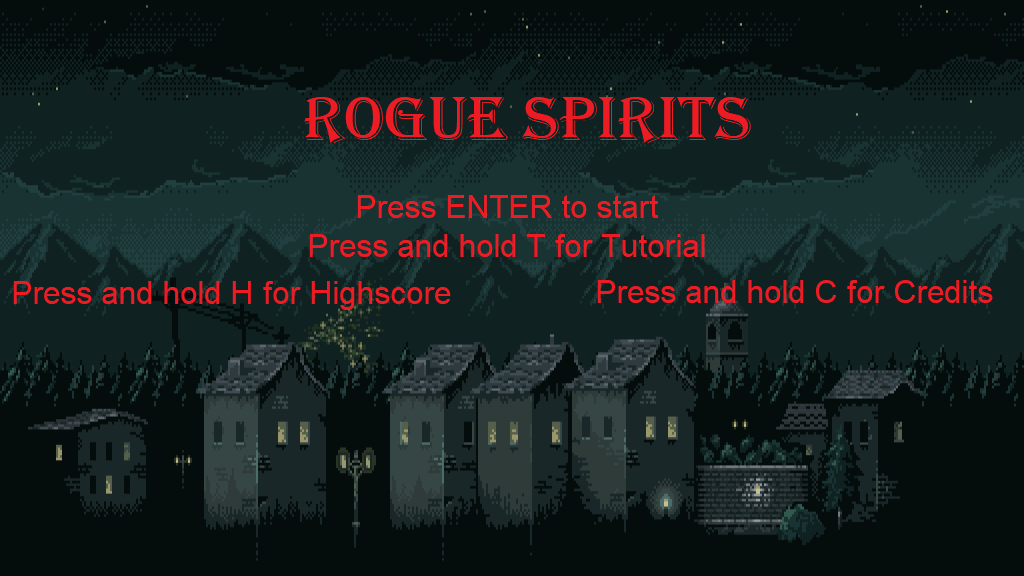 ROGUE SPIRITS
Press ENTER to start
Press and hold T for Tutorial
Press and hold H for Highscore
Press and hold C for Credits